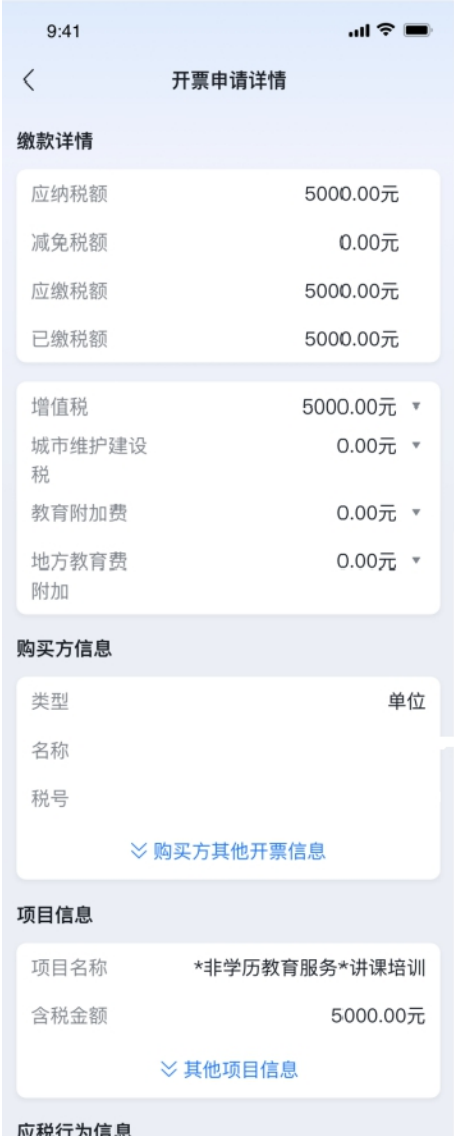 9:41
开票申请详情
缴款详情
应纳税额 5000.00元
减免税额 0.00元
应缴税额 5000.00元
已缴税额 5000.00元
增值税 5000.00元
城市维护建设 0.00元
税
教育附加费 0.00元
地方教育费 0.00元
附加
购买方信息
类型 单位
名称
税号
购买方其他开票信息
项目信息
项目名称 *非学历教育服务*讲课培训
含税金额 5000.00元
其他项目信息
应税行为信息